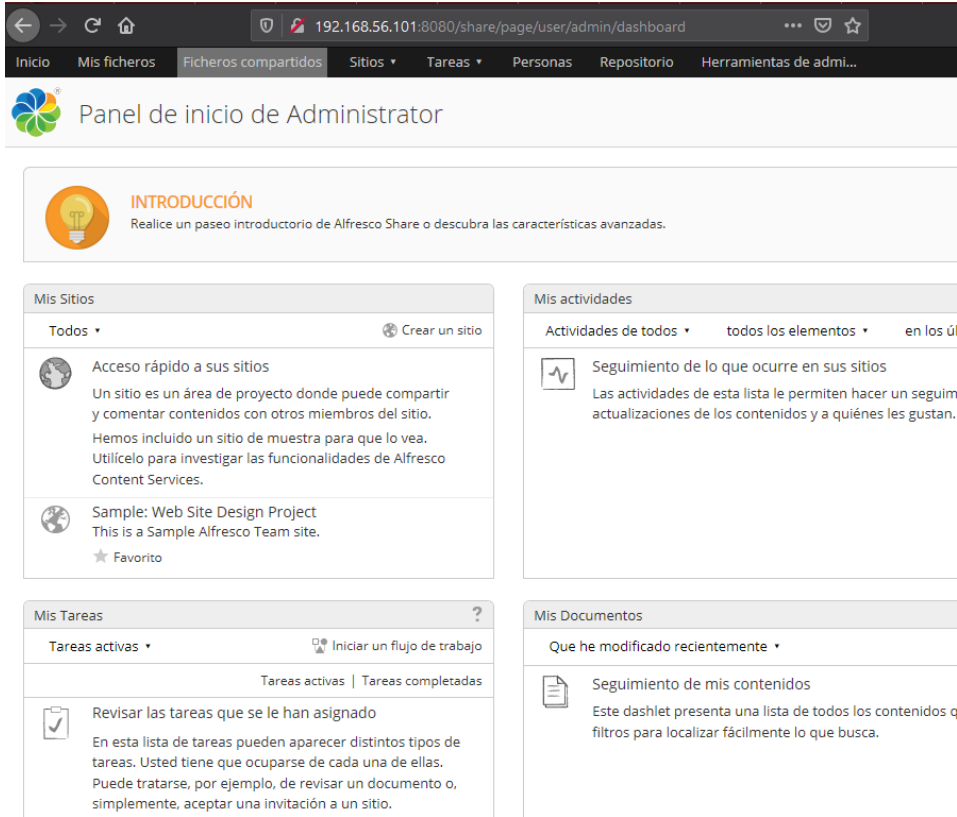 192.168.56.101:8080/share/page/user/admin/dashboard
Inicio Mis ficheros Ficheros compartidos Sitios Tareas Personas Repositorio Herramientas de admi...
Panel de inicio de Administrator
INTRODUCCIÓN
Realice un paseo introductorio de Alfresco Share o descubra las características avanzadas.
Mis Sitios
Todos Crear un sitio
Acceso rápido a sus sitios
Un sitio es un área de proyecto donde puede compartir
y comentar contenidos con otros miembros del sitio.
Hemos incluido un sitio de muestra para que lo vea.
Utilícelo para investigar las funcionalidades de Alfresco
Content Services.
Sample: Web Site Design Project
This is a Sample Alfresco Team site.
Favorito
Mis actividades
Actividades de todos todos los elementos en los úl
Seguimiento de lo que ocurre en sus sitios
Las actividades de esta lista le permiten hacer un seguim
actualizaciones de los contenidos y a quiénes les gustan.
Mis Tareas ?
Tareas activas Iniciar un flujo de trabajo
Tareas activas | Tareas completadas
Revisar las tareas que se le han asignado
En esta lista de tareas pueden aparecer distintos tipos de
tareas. Usted tiene que ocuparse de cada una de ellas.
Puede tratarse, por ejemplo, de revisar un documento o,
simplemente, aceptar una invitación a un sitio.
Mis Documentos
Que he modificado recientemente
Seguimiento de mis contenidos
Este dashlet presenta una lista de todos los contenidos q
filtros para localizar fácilmente lo que busca.